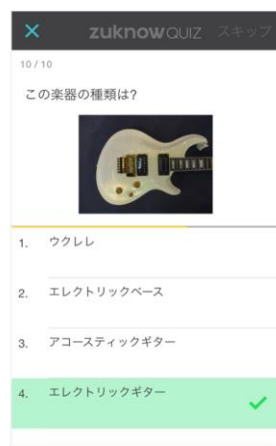 zuknow QUIZ スキップ
10/10
この楽器の種類は?
1. ウクレレ
2. エレクトリックベース
3. アコースティックギター
4. エレクトリックギター